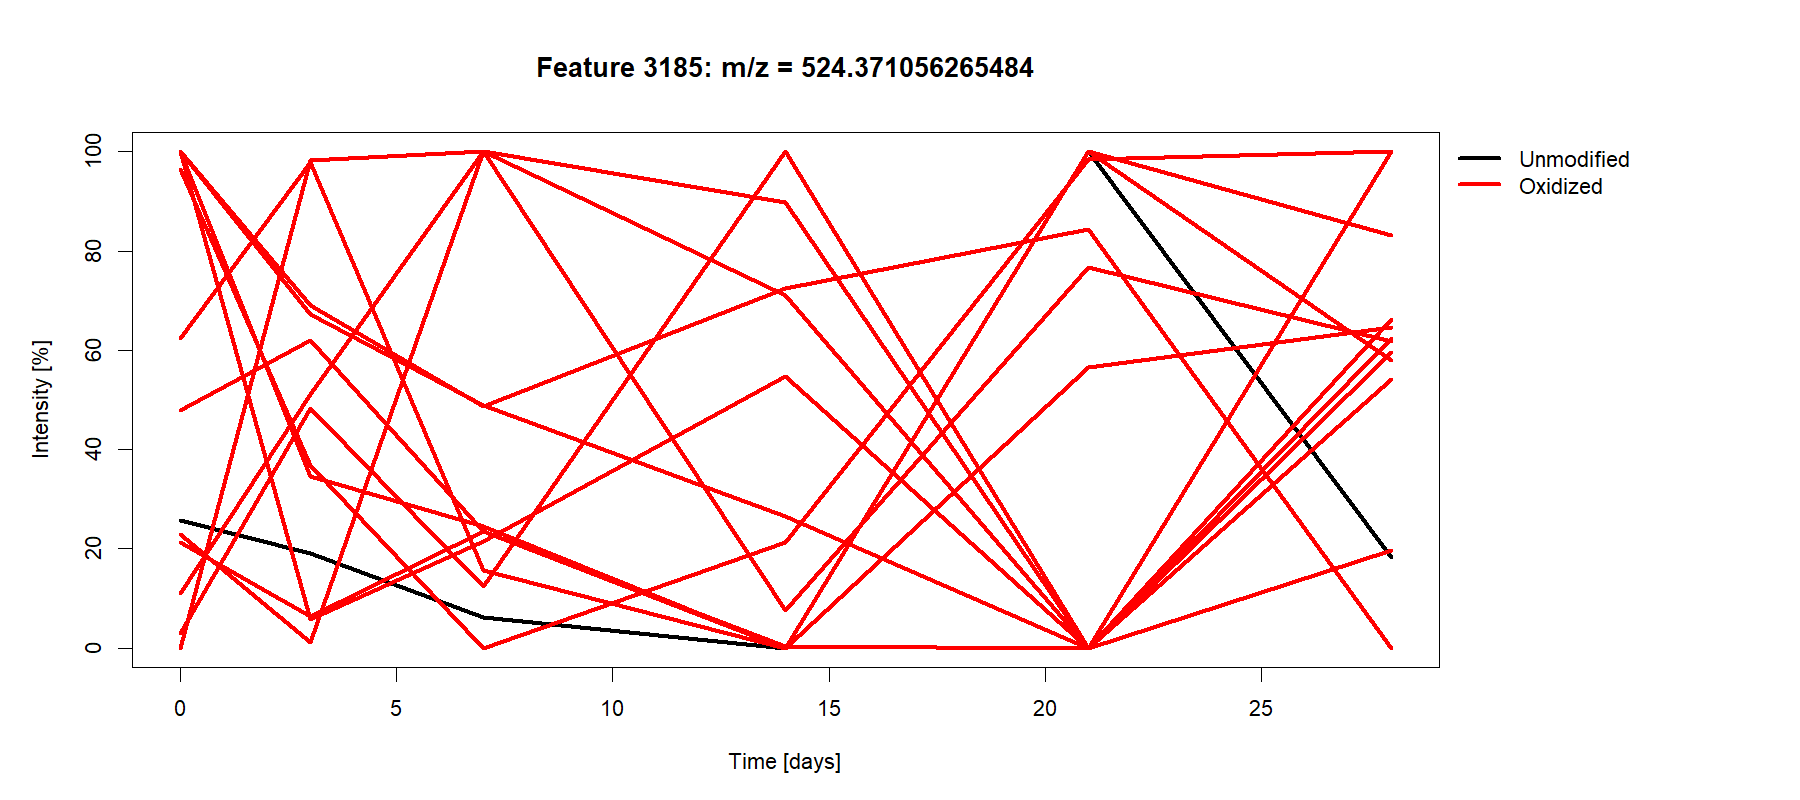 Feature 3185: m/z = 524.371056265484
Unmodified
Oxidized
Intensity [%]
100
80
60
40
20
0
0 5 10 15 20 25
Time [days]